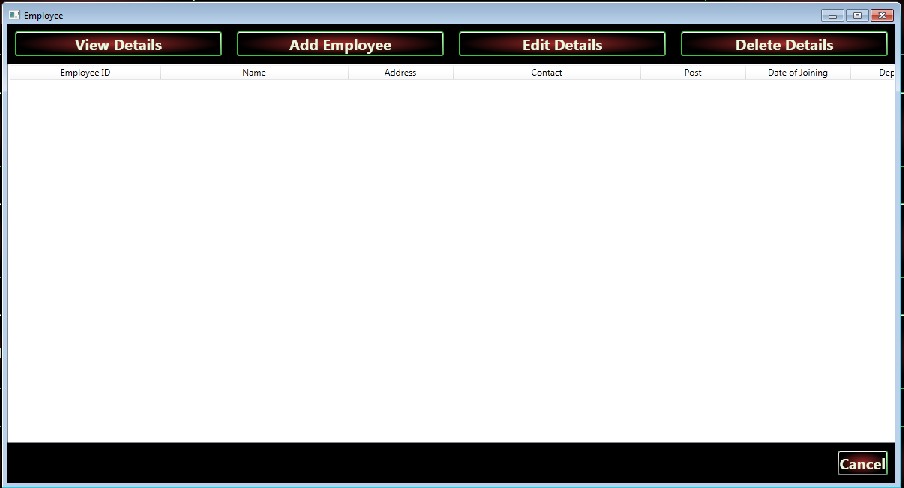 Employee
View Details Add Employee Edit Details Delete Details
Employee ID Name Address Contact Post Date of Joining Dep
Cancel